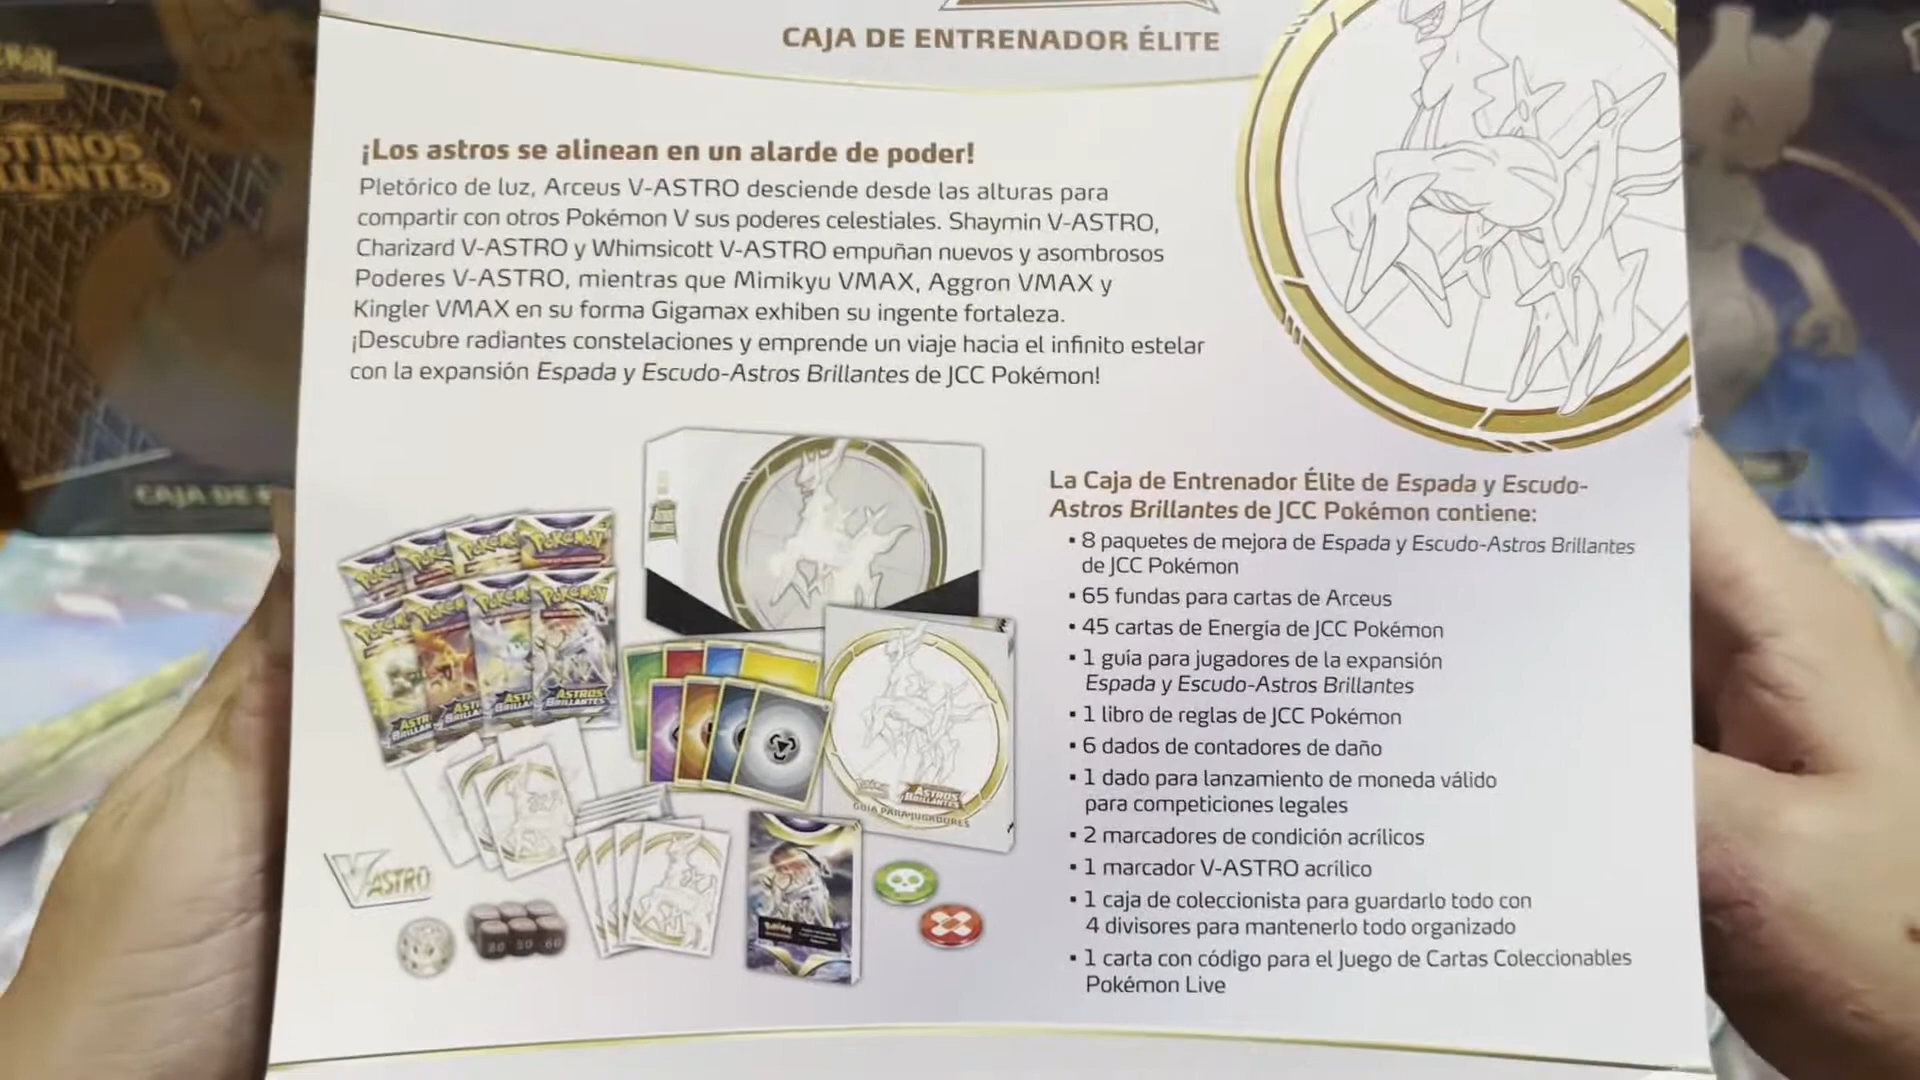 CAJA DE ENTRENADOR ÉLITE
¡Los astros se alinean en un alarde de poder!
Pletórico de luz, Arceus V-ASTRO desciende desde las alturas para
compartir con otros Pokémon V sus poderes celestiales. Shaymin V-ASTRO,
Charizard V-ASTRO y Whimsicott V-ASTRO empuñan nuevos y asombrosos
Poderes V-ASTRO, mientras que Mimikyu VMAX, Aggron VMAX y
Kingler VMAX en su forma Gigamax exhiben su ingente fortaleza.
¡Descubre radiantes constelaciones y emprende un viaje hacia el infinito estelar
con la expansión Espada y Escudo-Astros Brillantes de JCC Pokémon!
La Caja de Entrenador Élite de Espada y Escudo-
Astros Brillantes de JCC Pokémon contiene:
▪ 8 paquetes de mejora de Espada y Escudo-Astros Brillantes
de JCC Pokémon
▪ 65 fundas para cartas de Arceus
▪ 45 cartas de Energía de JCC Pokémon
▪ 1 guía para jugadores de la expansión
Espada y Escudo-Astros Brillantes
▪ 1 libro de reglas de JCC Pokémon
▪ 6 dados de contadores de daño
▪ 1 dado para lanzamiento de moneda válido
para competiciones legales
▪ 2 marcadores de condición acrílicos
▪ 1 marcador V-ASTRO acrílico
▪ 1 caja de coleccionista para guardarlo todo con
4 divisores para mantenerlo todo organizado
▪ 1 carta con código para el Juego de Cartas Coleccionables
Pokémon Live
POKÉMON
POKÉMON
ASTROS
BRILLANTES
ASTROS
BRILLANTES
GUÍA PARA JUGADORES
V ASTRO
CAJA DE